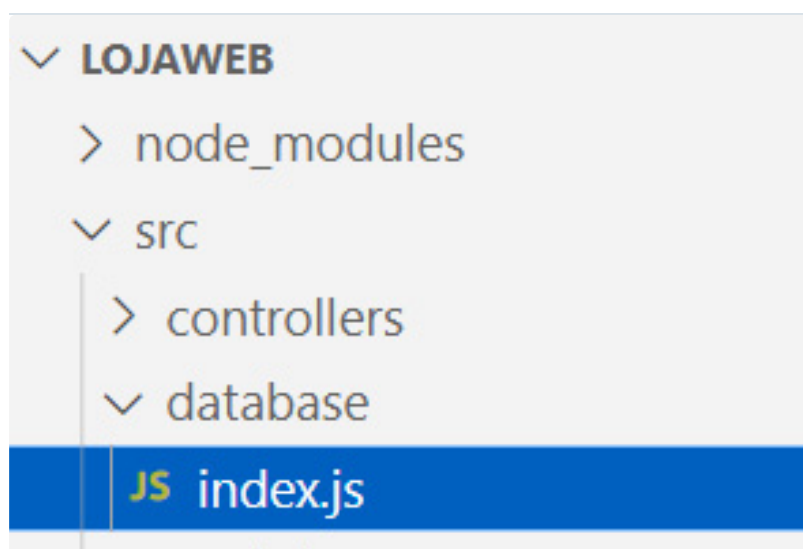 LOJAWEB
node_modules
src
controllers
database
JS index.js